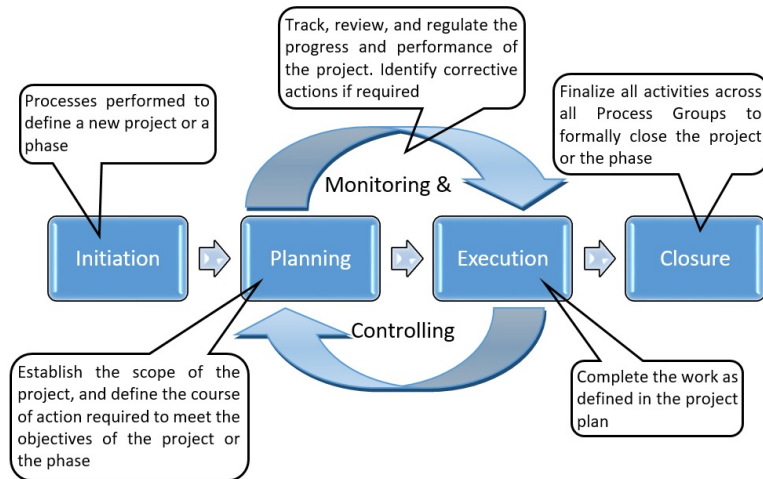 Track, review, and regulate the
progress and performance of
the project. Identify corrective
actions if required
Processes performed to
define a new project or a
phase
Finalize all activities across
all Process Groups to
formally close the project
or the phase
Monitoring &
Initiation
Planning
Execution
Closure
Controlling
Establish the scope of the
project, and define the course
of action required to meet the
objectives of the project or
the phase
Complete the work as
defined in the project
plan